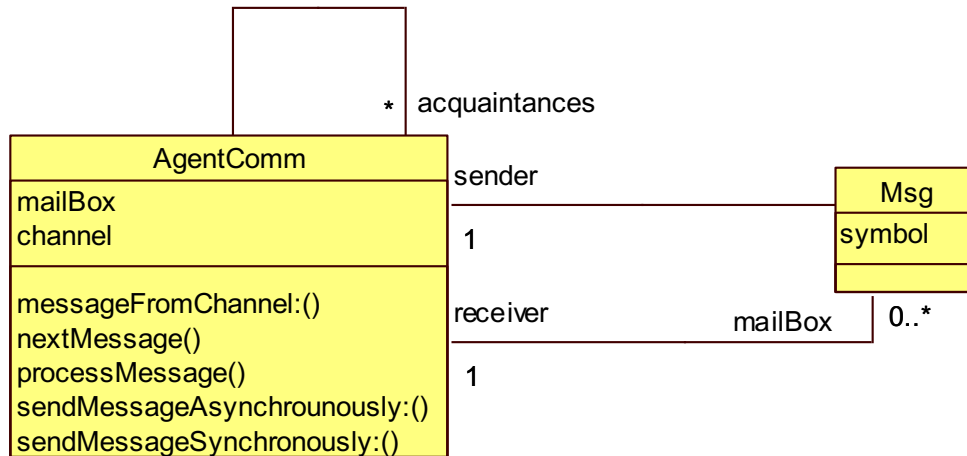 * acquaintances
AgentComm
mailBox
channel
messageFromChannel:()
nextMessage()
processMessage()
sendMessageAsynchrounously:()
sendMessageSynchronously:()
sender
1
receiver
1
mailBox
0..*
Msg
symbol